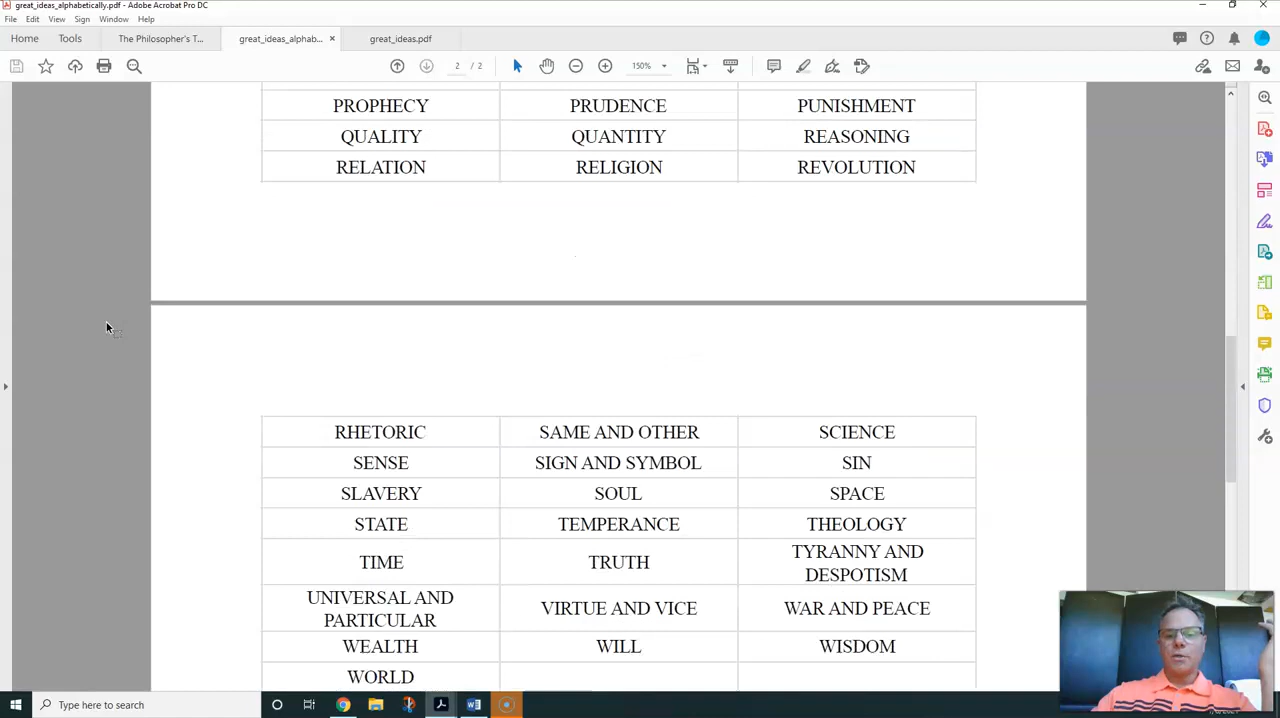 great_ideas_alphabetically.pdf - Adobe Acrobat Pro DC
File Edit View Sign Window Help
Home Tools The Philosopher's T... great_ideas_alphab... × great_ideas.pdf
2 / 2 150%
PROPHECY PRUDENCE PUNISHMENT
QUALITY QUANTITY REASONING
RELATION RELIGION REVOLUTION
RHETORIC SAME AND OTHER SCIENCE
SENSE SIGN AND SYMBOL SIN
SLAVERY SOUL SPACE
STATE TEMPERANCE THEOLOGY
TIME TRUTH TYRANNY AND
DESPOTISM
UNIVERSAL AND
PARTICULAR VIRTUE AND VICE WAR AND PEACE
WEALTH WILL WISDOM
WORLD
Type here to search